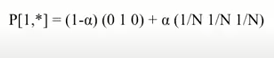 P[1,*] = (1-α) (0 1 0) + α (1/N 1/N 1/N)